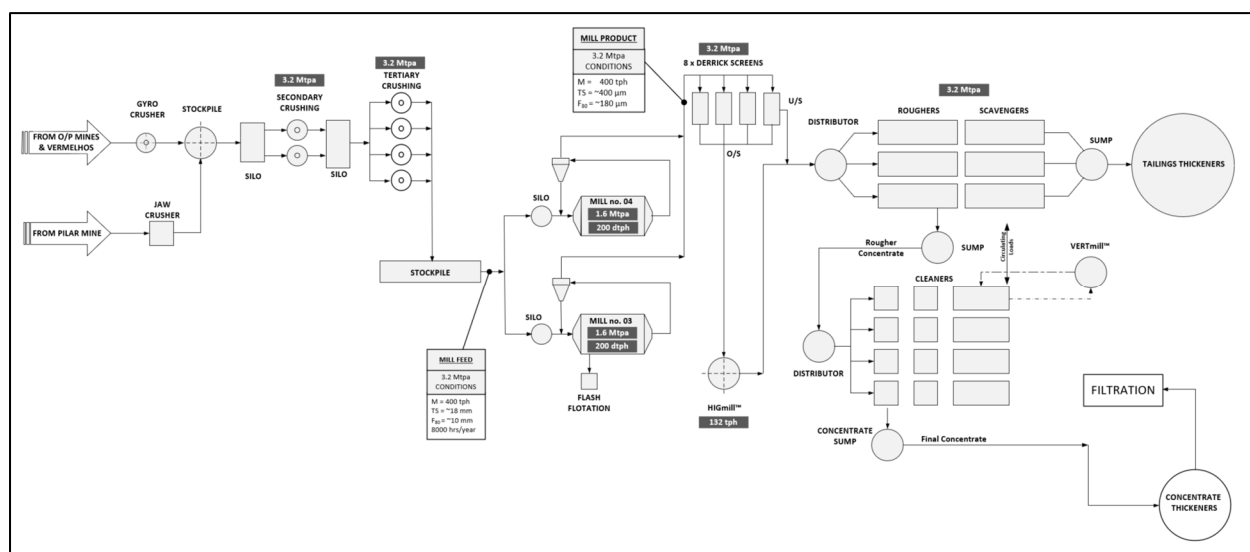 FROM O/P MINES
& VERMELHOS
FROM PILAR MINE
GYRO
CRUSHER
JAW
CRUSHER
STOCKPILE
SILO
3.2 Mtpa
SECONDARY
CRUSHING
SILO
3.2 Mtpa
TERTIARY
CRUSHING
STOCKPILE
MILL FEED
3.2 Mtpa
CONDITIONS
M = 400 tph
TS = ~18 mm
F80 = ~10 mm
8000 hrs/year
SILO
MILL no. 04
1.6 Mtpa
200 dtph
SILO
MILL no. 03
1.6 Mtpa
200 dtph
FLASH
FLOTATION
MILL PRODUCT
3.2 Mtpa
CONDITIONS
M = 400 tph
TS = ~400 µm
F80 = ~180 µm
3.2 Mtpa
8 x DERRICK SCREENS
U/S
O/S
HIGmill™
132 tph
DISTRIBUTOR
3.2 Mtpa
ROUGHERS
SCAVENGERS
SUMP
TAILINGS THICKENERS
Rougher
Concentrate
SUMP
Circulating
Loads
VERTmill™
CLEANERS
DISTRIBUTOR
CONCENTRATE
SUMP
Final Concentrate
FILTRATION
CONCENTRATE
THICKENERS